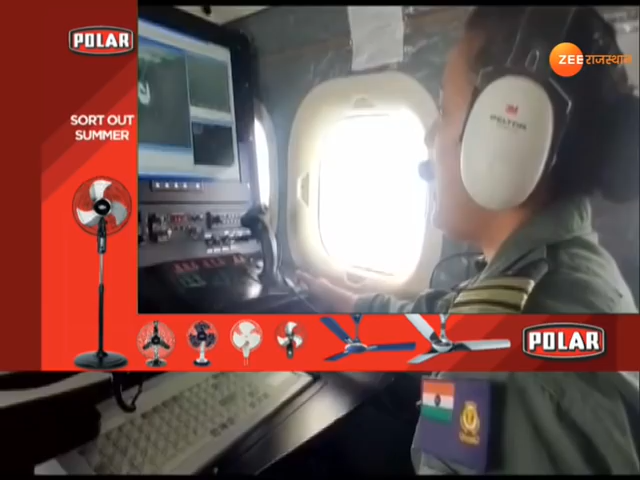 POLAR
SORT OUT
SUMMER
ZEE राजस्थान
3M
PELTOR
POLAR